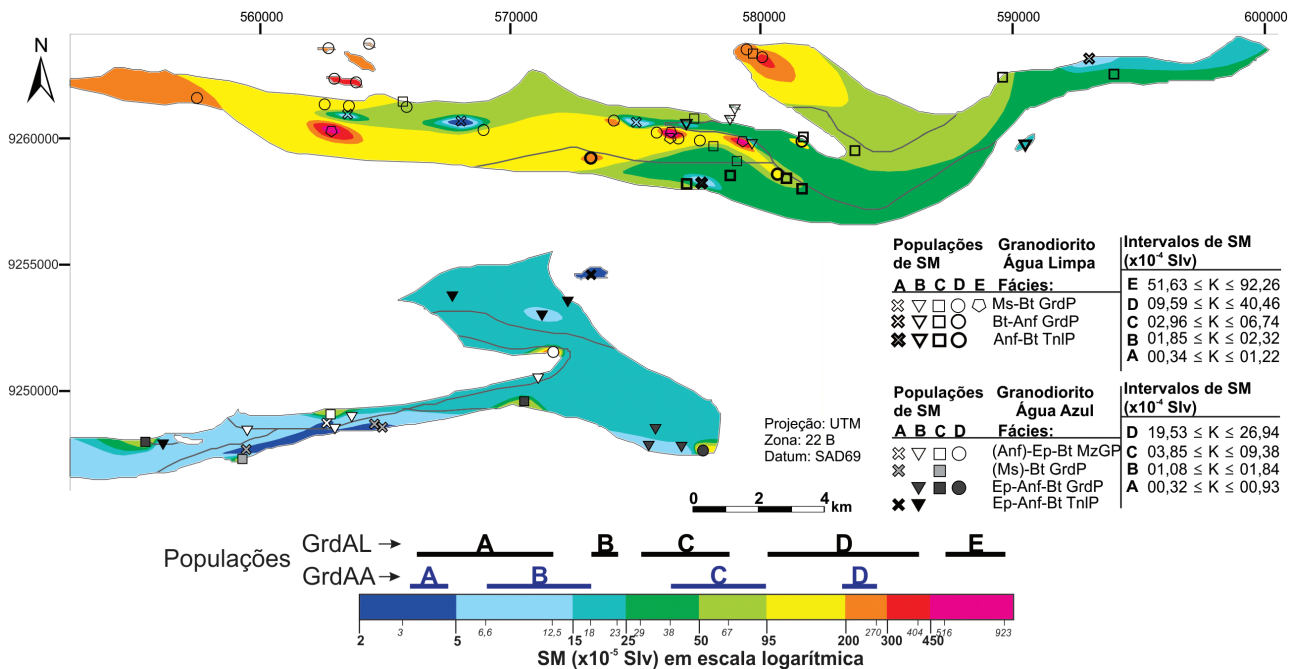 560000 570000 580000 590000 600000
N
9260000
9255000
9250000
Populações de SM
Granodiorito Água Limpa
Intervalos de SM (x10⁻⁴ SIv)
A B C D E Fácies:
Ms-Bt GrdP
Bt-Anf GrdP
Anf-Bt TnlP
E 51,63 ≤ K ≤ 92,26
D 09,59 ≤ K ≤ 40,46
C 02,96 ≤ K ≤ 06,74
B 01,85 ≤ K ≤ 02,32
A 00,34 ≤ K ≤ 01,22
Populações de SM
Granodiorito Água Azul
Intervalos de SM (x10⁻⁴ SIv)
A B C D Fácies:
(Anf)-Ep-Bt MzGP
(Ms)-Bt GrdP
Ep-Anf-Bt GrdP
Ep-Anf-Bt TnlP
D 19,53 ≤ K ≤ 26,94
C 03,85 ≤ K ≤ 09,38
B 01,08 ≤ K ≤ 01,84
A 00,32 ≤ K ≤ 00,93
Projeção: UTM
Zona: 22 B
Datum: SAD69
0 2 4 km
Populações
GrdAL → A B C D E
GrdAA → A B C D
2 3 5 6,6 12,5 15 18 23 25 29 38 50 67 95 200 270 300 404 450 516 923
SM (x10⁻⁵ SIv) em escala logarítmica